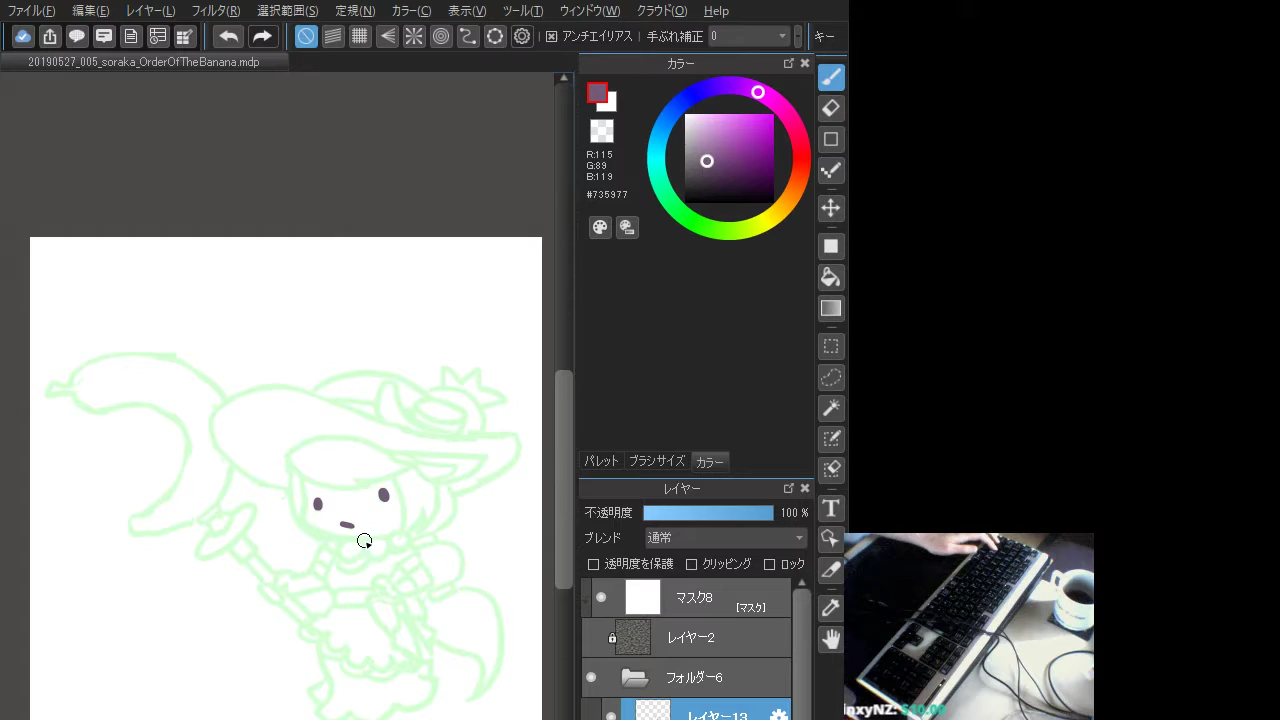 ファイル(F) 編集(E) レイヤー(L) フィルタ(R) 選択範囲(S) 定規(N) カラー(C) 表示(V) ツール(T) ウィンドウ(W) クラウド(O) Help
アンチエイリアス 手ぶれ補正 0 キー
20190527_005_soraka_OrderOfTheBanana.mdp
カラー
R:115
G:89
B:119
#735977
パレット ブラシサイズ カラー
レイヤー
不透明度 100 %
ブレンド 通常
透明度を保護 クリッピング ロック
マスク8
[マスク]
レイヤー2
フォルダー6
レイヤー13
T
inxyNZ: $10.00